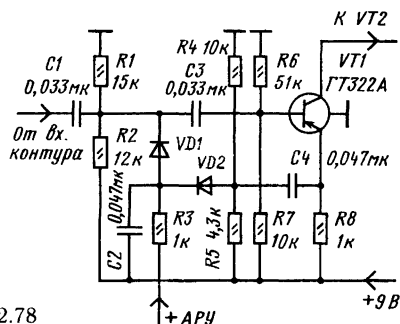 К VT2
C1
R1
R4 10к
R6
VT1
0,033мк
15к
C3
0,033мк
51к
ГТ322А
От вх.
контура
R2
12к
VD1
VD2
C4
0,047мк
0,047мк
C2
R3
1к
R5 4,3к
R7
10к
R8
1к
+9 В
2.78
+ АРУ